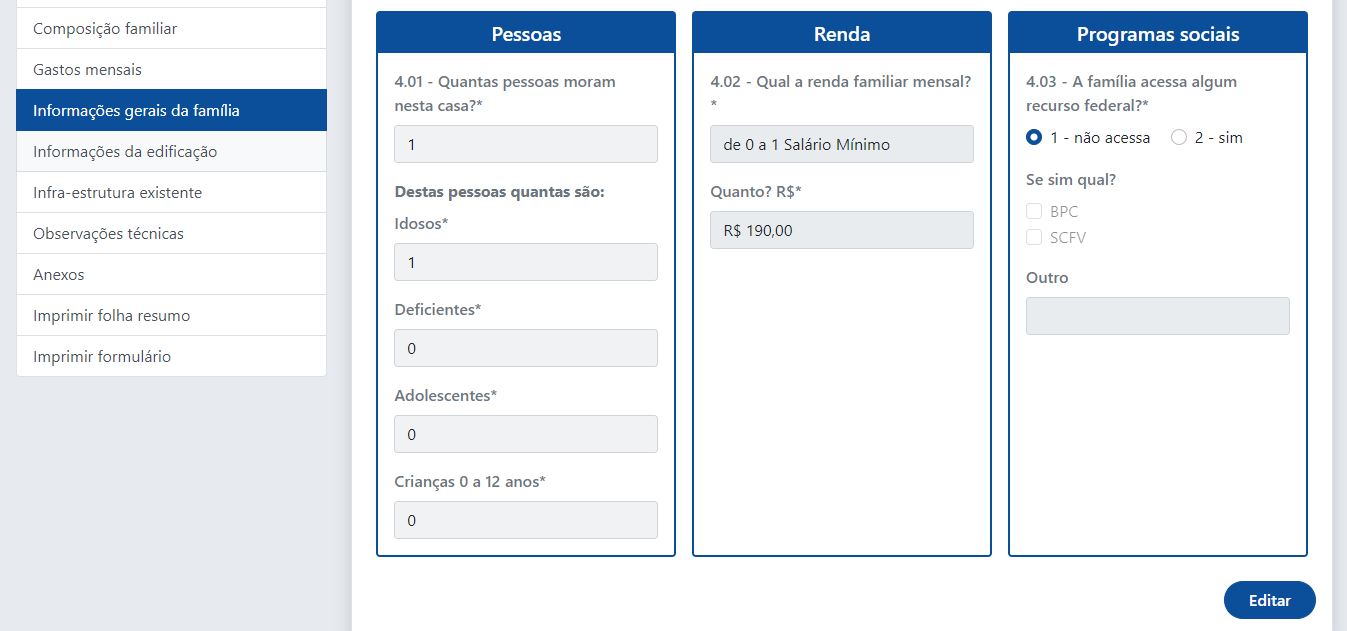 Composição familiar
Gastos mensais
Informações gerais da família
Informações da edificação
Infra-estrutura existente
Observações técnicas
Anexos
Imprimir folha resumo
Imprimir formulário
Pessoas
4.01 - Quantas pessoas moram
nesta casa?*
1
Destas pessoas quantas são:
Idosos*
1
Deficientes*
0
Adolescentes*
0
Crianças 0 a 12 anos*
0
Renda
4.02 - Qual a renda familiar mensal?
*
de 0 a 1 Salário Mínimo
Quanto? R$*
R$ 190,00
Programas sociais
4.03 - A família acessa algum
recurso federal?*
1 - não acessa 2 - sim
Se sim qual?
BPC
SCFV
Outro
Editar